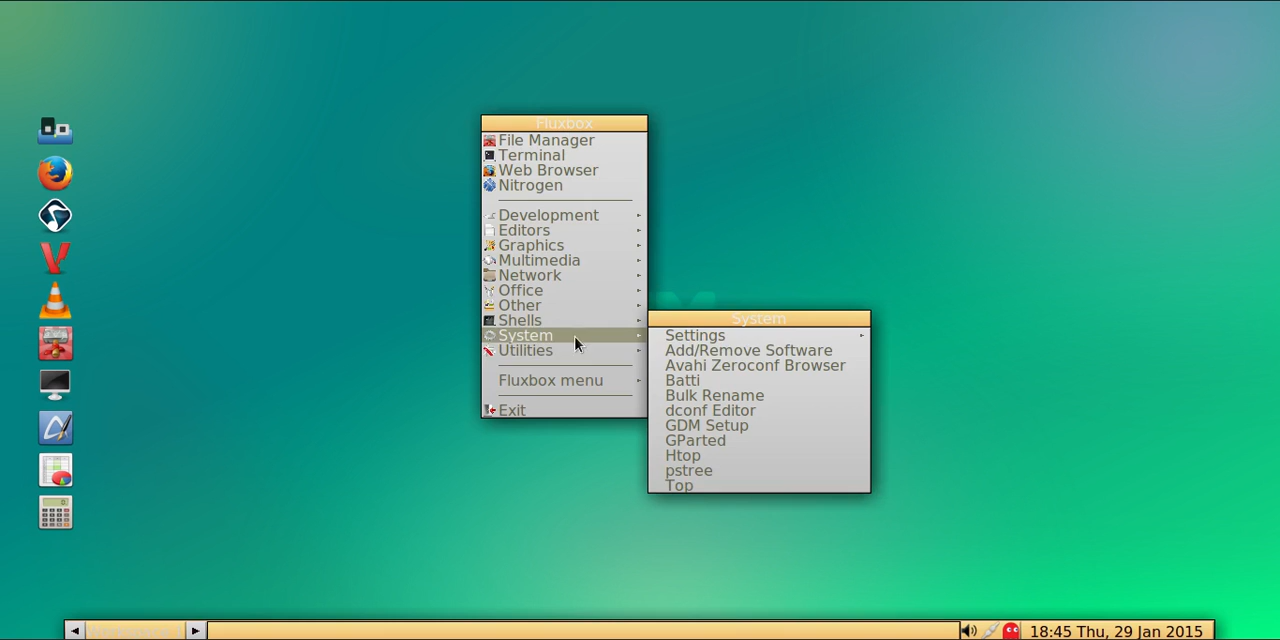 Fluxbox
File Manager
Terminal
Web Browser
Nitrogen
Development
Editors
Graphics
Multimedia
Network
Office
Other
Shells
System
Utilities
Fluxbox menu
Exit
System
Settings
Add/Remove Software
Avahi Zeroconf Browser
Batti
Bulk Rename
dconf Editor
GDM Setup
GParted
Htop
pstree
Top
18:45 Thu, 29 Jan 2015